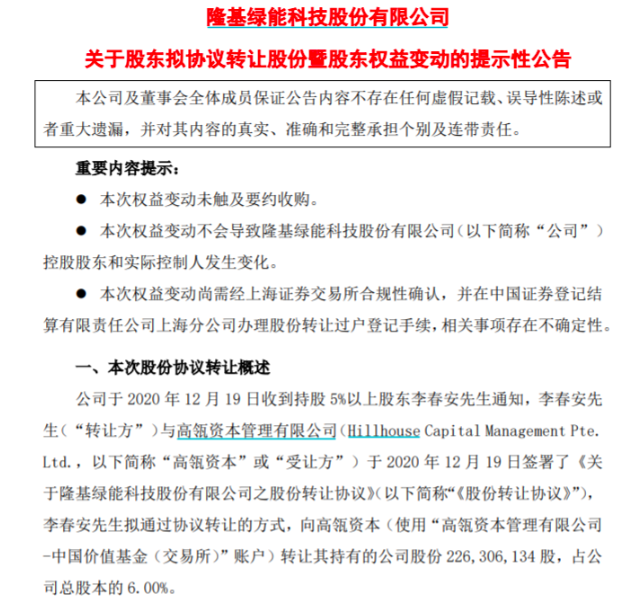 隆基绿能科技股份有限公司
关于股东拟协议转让股份暨股东权益变动的提示性公告
本公司及董事会全体成员保证公告内容不存在任何虚假记载、误导性陈述或
者重大遗漏，并对其内容的真实、准确和完整承担个别及连带责任。
重要内容提示：
● 本次权益变动未触及要约收购。
● 本次权益变动不会导致隆基绿能科技股份有限公司（以下简称“公司”）
控股股东和实际控制人发生变化。
● 本次权益变动尚需经上海证券交易所合规性确认，并在中国证券登记结
算有限责任公司上海分公司办理股份转让过户登记手续，相关事项存在不确定性。
一、本次股份协议转让概述
公司于 2020 年 12 月 19 日收到持股 5%以上股东李春安先生通知，李春安先
生（“转让方”）与高瓴资本管理有限公司（Hillhouse Capital Management Pte.
Ltd.，以下简称“高瓴资本”或“受让方”）于 2020 年 12 月 19 日签署了《关
于隆基绿能科技股份有限公司之股份转让协议》（以下简称“《股份转让协议》”），
李春安先生拟通过协议转让的方式，向高瓴资本（使用“高瓴资本管理有限公司
-中国价值基金（交易所）”账户）转让其持有的公司股份 226,306,134 股，占公
司总股本的 6.00%。